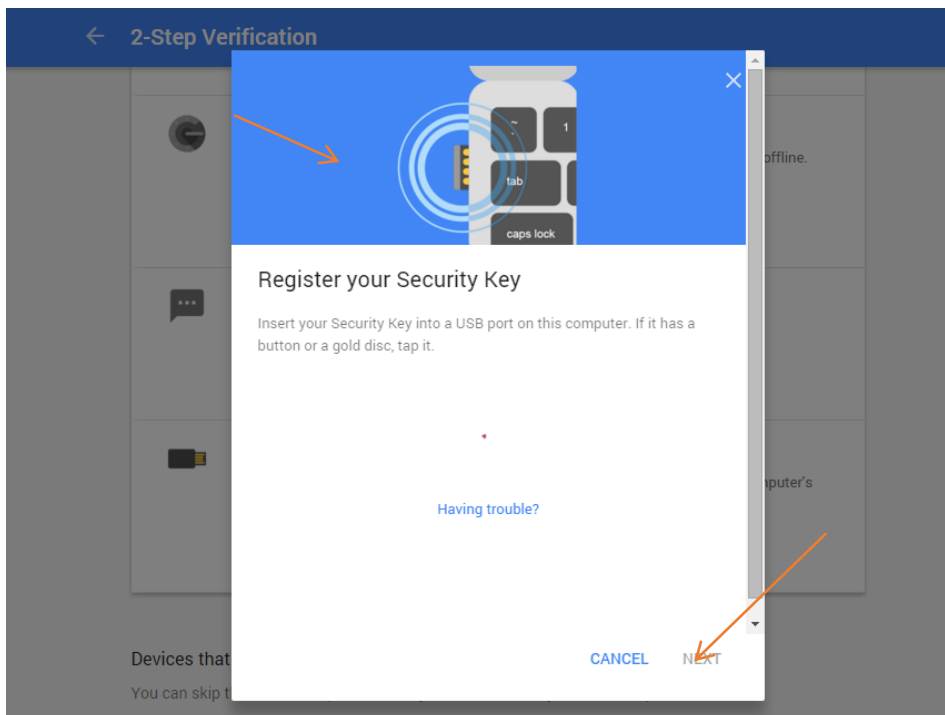 2-Step Verification
~
1
tab
caps lock
offline.
Register your Security Key
Insert your Security Key into a USB port on this computer. If it has a
button or a gold disc, tap it.
Having trouble?
CANCEL NEXT
Devices that
You can skip